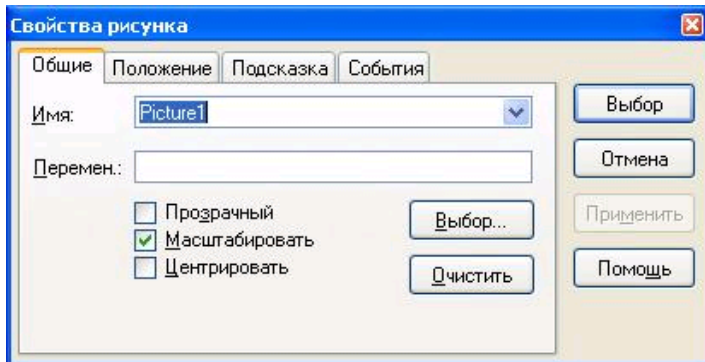 Свойства рисунка
Общие Положение Подсказка События
Имя: Picture1
Перемен.:
Прозрачный
Масштабировать
Центрировать
Выбор...
Очистить
Выбор
Отмена
Применить
Помощь